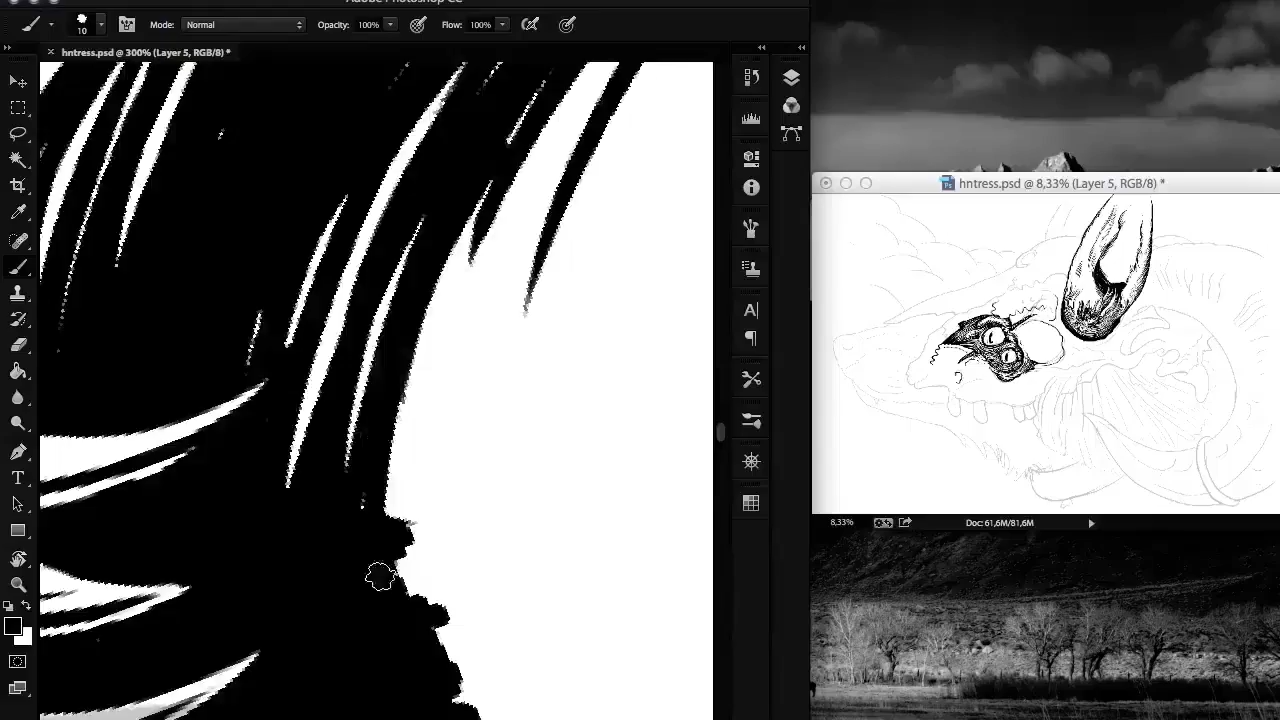 Adobe Photoshop CC
10
Mode: Normal
Opacity: 100%
Flow: 100%
hntress.psd @ 300% (Layer 5, RGB/8) *
hntress.psd @ 8,33% (Layer 5, RGB/8) *
8,33%
Doc: 61,6M/81,6M